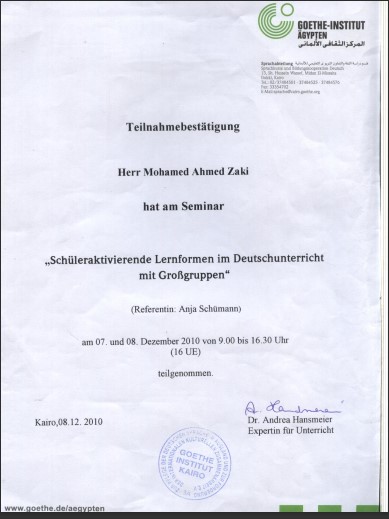 GOETHE-INSTITUT
ÄGYPTEN
المركز الثقافي الألماني
Sprachabteilung
Teilnahmebestätigung
Herr Mohamed Ahmed Zaki
hat am Seminar
„Schüleraktivierende Lernformen im Deutschunterricht
mit Großgruppen“
(Referentin: Anja Schümann)
am 07. und 08. Dezember 2010 von 9.00 bis 16.30 Uhr
(16 UE)
teilgenommen.
Kairo,08.12. 2010
Dr. Andrea Hansmeier
Expertin für Unterricht
GOETHE
INSTITUT
KAIRO
www.goethe.de/aegypten